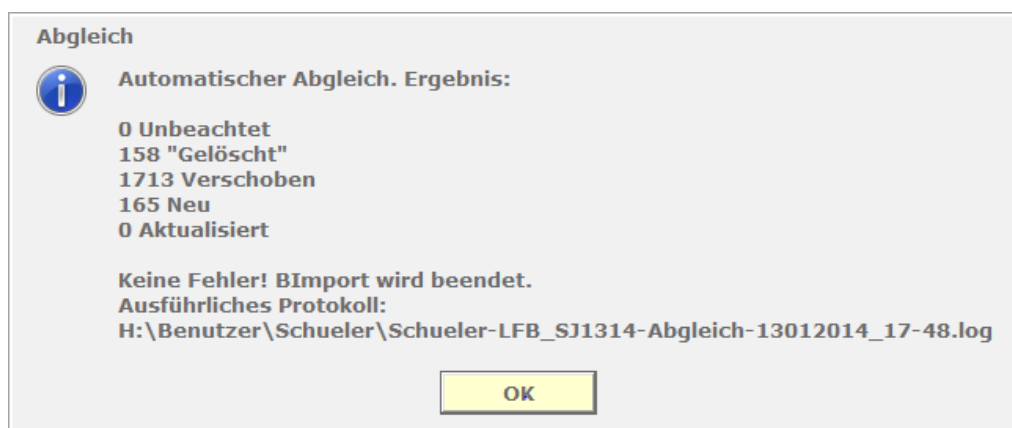 Abgleich
Automatischer Abgleich. Ergebnis:
0 Unbeachtet
158 "Gelöscht"
1713 Verschoben
165 Neu
0 Aktualisiert
Keine Fehler! BImport wird beendet.
Ausführliches Protokoll:
H:\Benutzer\Schueler\Schueler-LFB_SJ1314-Abgleich-13012014_17-48.log
OK